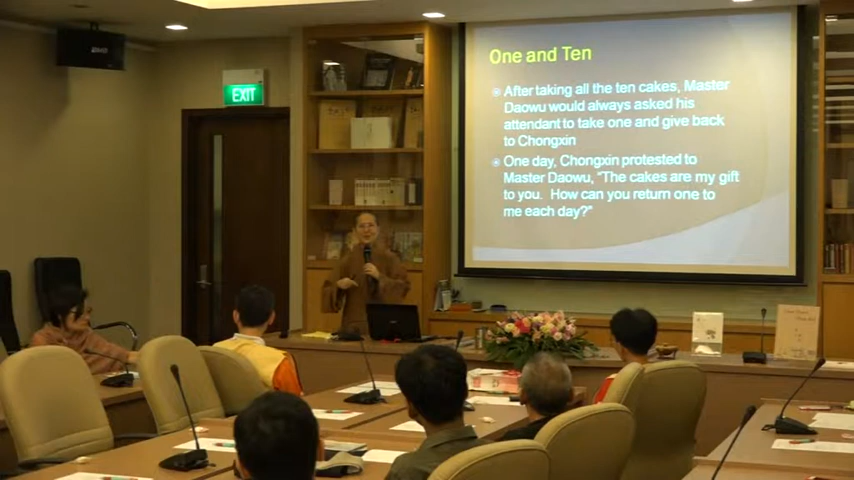 EXIT
One and Ten
After taking all the ten cakes, Master
Daowu would always asked his
attendant to take one and give back
to Chongxin
One day, Chongxin protested to
Master Daowu, "The cakes are my gift
to you. How can you return one to
me each day?"